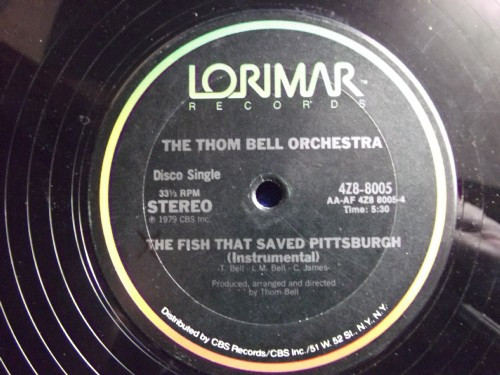 LORIMAR
RECORDS
THE THOM BELL ORCHESTRA
Disco Single
33⅓ RPM
STEREO
℗ 1979 CBS Inc.
4Z8-8005
AA-AF 4Z8 8005-4
Time: 5:30
THE FISH THAT SAVED PITTSBURGH
(Instrumental)
-T. Bell - L.M. Bell - C. James-
Produced, arranged and directed
by Thom Bell
Distributed by CBS Records/CBS Inc./51 W. 52 St., N.Y., N.Y.